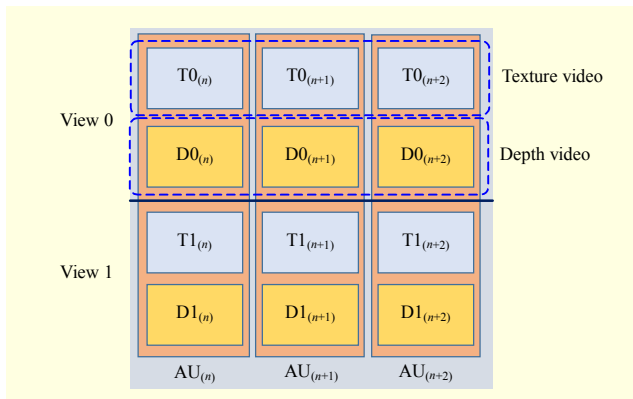 T0(n) T0(n+1) T0(n+2) Texture video
View 0
D0(n) D0(n+1) D0(n+2) Depth video
T1(n) T1(n+1) T1(n+2)
View 1
D1(n) D1(n+1) D1(n+2)
AU(n) AU(n+1) AU(n+2)